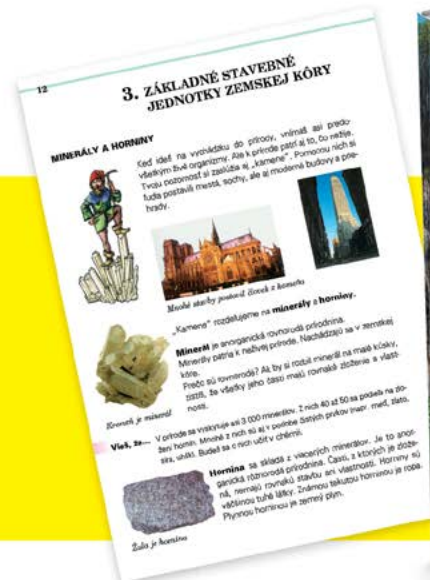 12
3. ZÁKLADNÉ STAVEBNÉ
JEDNOTKY ZEMSKEJ KÔRY
MINERÁLY A HORNINY
Keď ideš na vychádzku do prírody, vnímaš asi predo-
všetkým živé organizmy. Ale k prírode patrí aj to, čo nežije.
Tvoju pozornosť si zaslúžia aj „kamene“. Pomocou nich si
ľudia postavili mestá, sochy, ale aj moderné budovy a prie-
hrady.
Mnohé stavby postavil človek z kameňa
„Kamene“ rozdeľujeme na minerály a horniny.
Minerál je anorganická rovnorodá prírodnina.
Minerály patria k neživej prírode. Nachádzajú sa v zemskej
kôre.
Prečo sú rovnorodé? Ak by si rozbil minerál na malé kúsky,
zistíš, že všetky jeho časti majú rovnaké zloženie a vlast-
nosti.
Kremeň je minerál
Vieš, že... V prírode sa vyskytuje asi 3 000 minerálov. Z nich 40 až 50 sa podieľa na zlo-
žení hornín. Mnohé z nich sú aj v podobe čistých prvkov (napr. meď, zlato,
síra, uhlík). Budeš sa o nich učiť v chémii.
Hornina sa skladá z viacerých minerálov. Je to anor-
ganická rôznorodá prírodnina. Časti, z ktorých je zlože-
ná, nemajú rovnakú stavbu ani vlastnosti. Horniny sú
väčšinou tuhé látky. Známou tekutou horninou je ropa.
Plynnou horninou je zemný plyn.
Žula je hornina